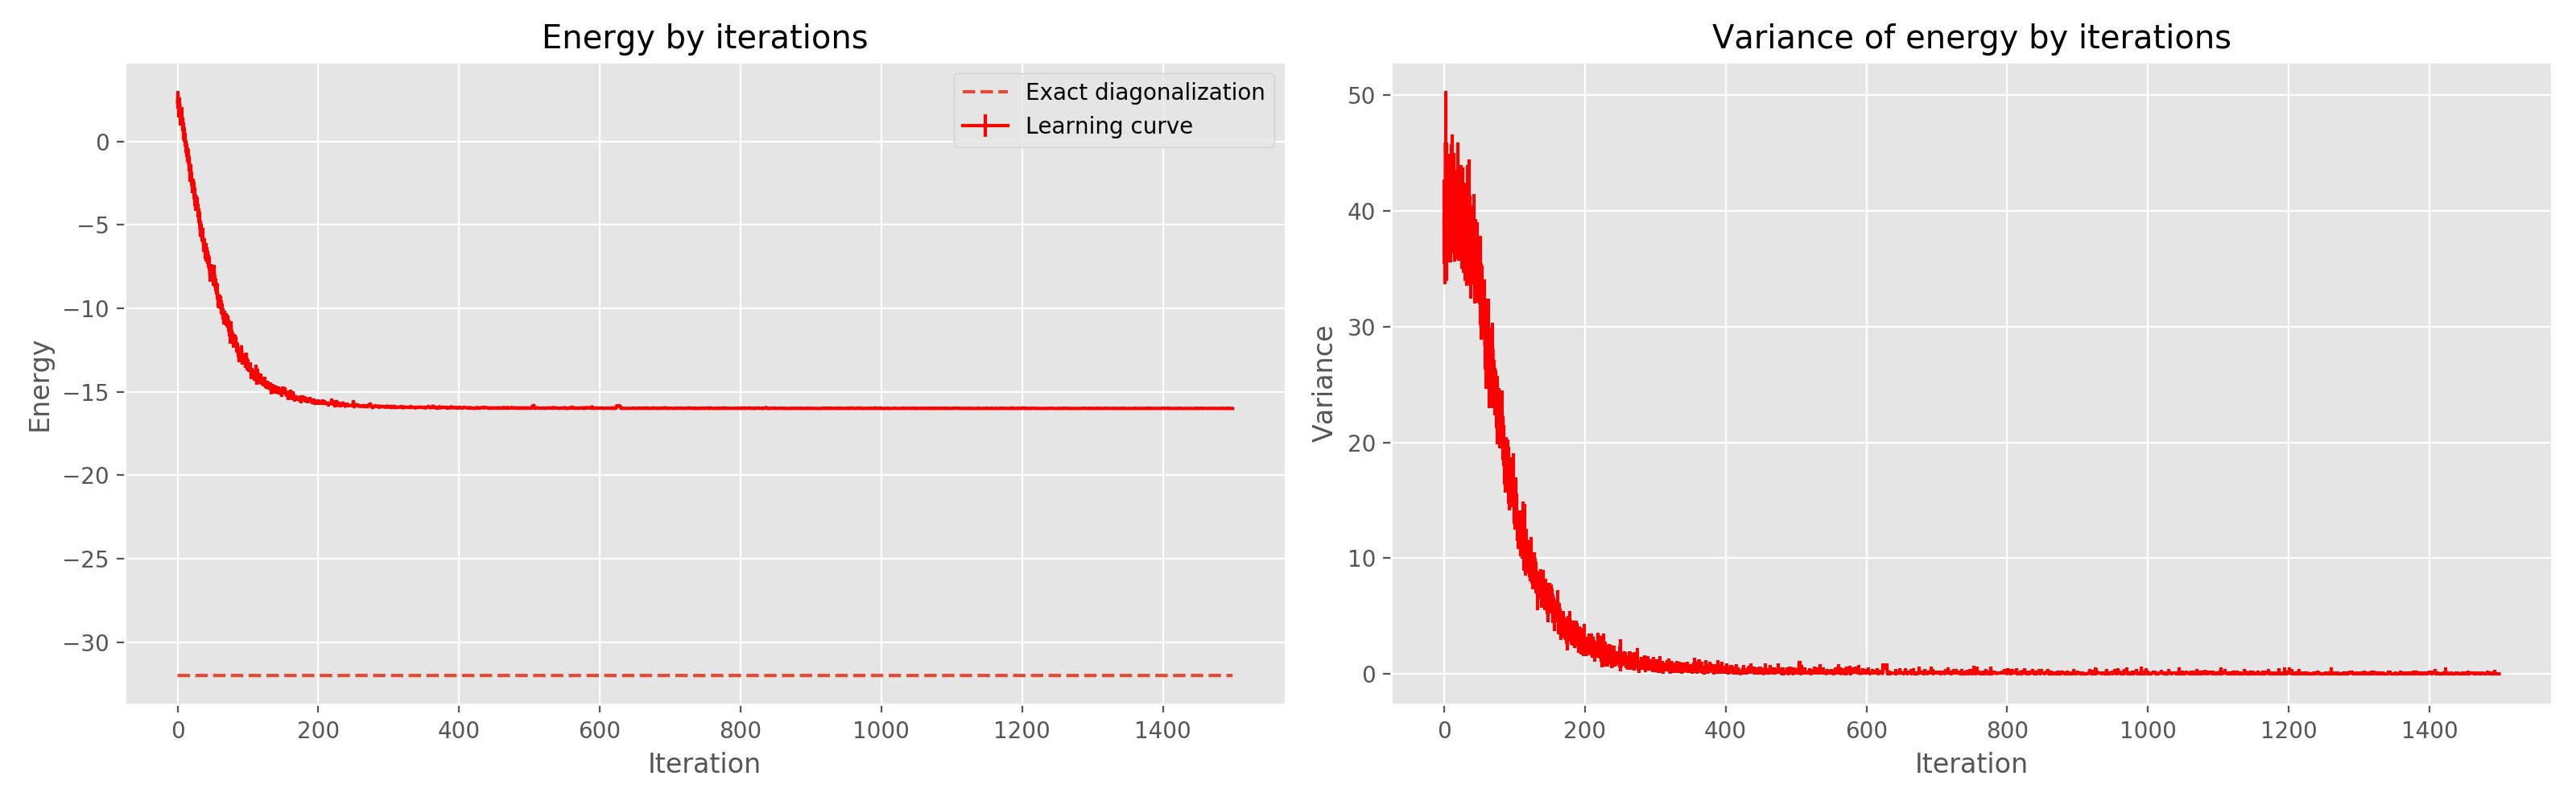 Energy by iterations
Exact diagonalization
Learning curve
0
−5
−10
−15
−20
−25
−30
Energy
0 200 400 600 800 1000 1200 1400
Iteration
Variance of energy by iterations
50
40
30
20
10
0
Variance
0 200 400 600 800 1000 1200 1400
Iteration